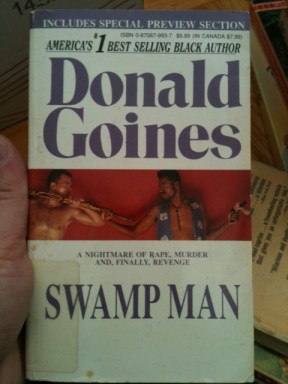 INCLUDES SPECIAL PREVIEW SECTION
ISBN 0-87067-993-7 $6.99 (IN CANADA $7.99)
AMERICA'S #1 BEST SELLING BLACK AUTHOR
Donald
Goines
A NIGHTMARE OF RAPE, MURDER
AND, FINALLY, REVENGE
SWAMP MAN